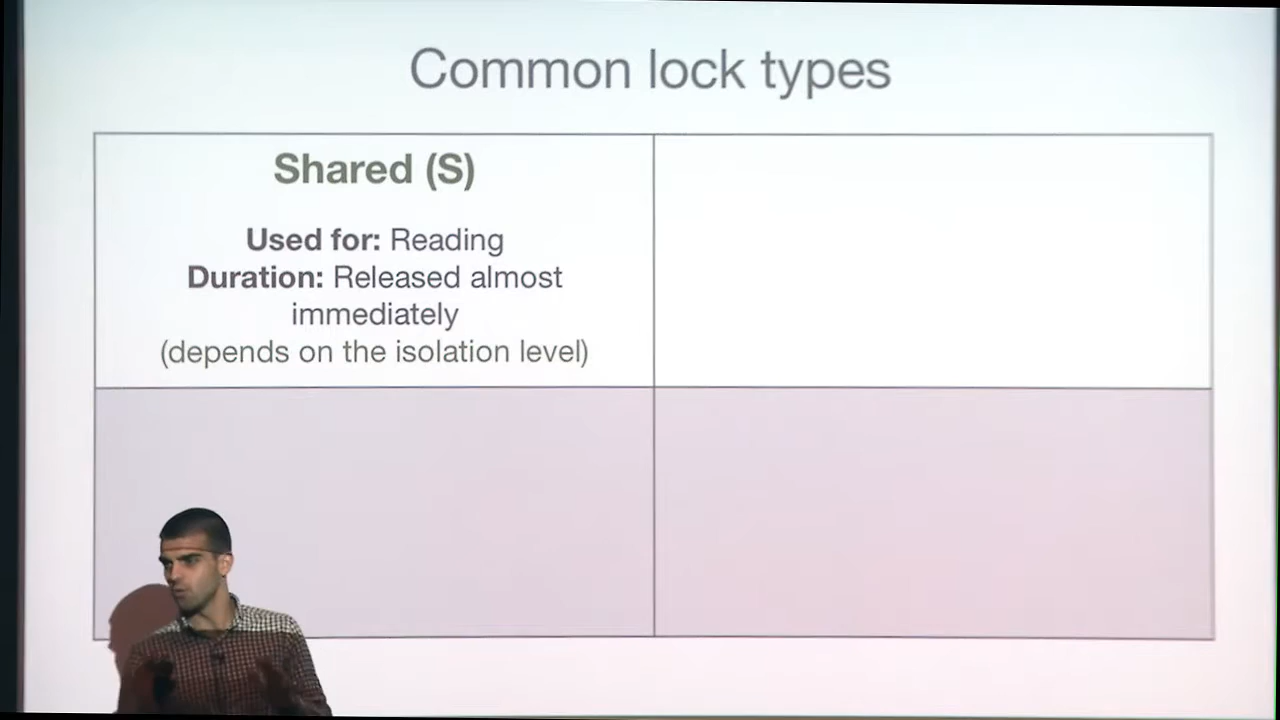 Common lock types
Shared (S)
Used for: Reading
Duration: Released almost
immediately
(depends on the isolation level)